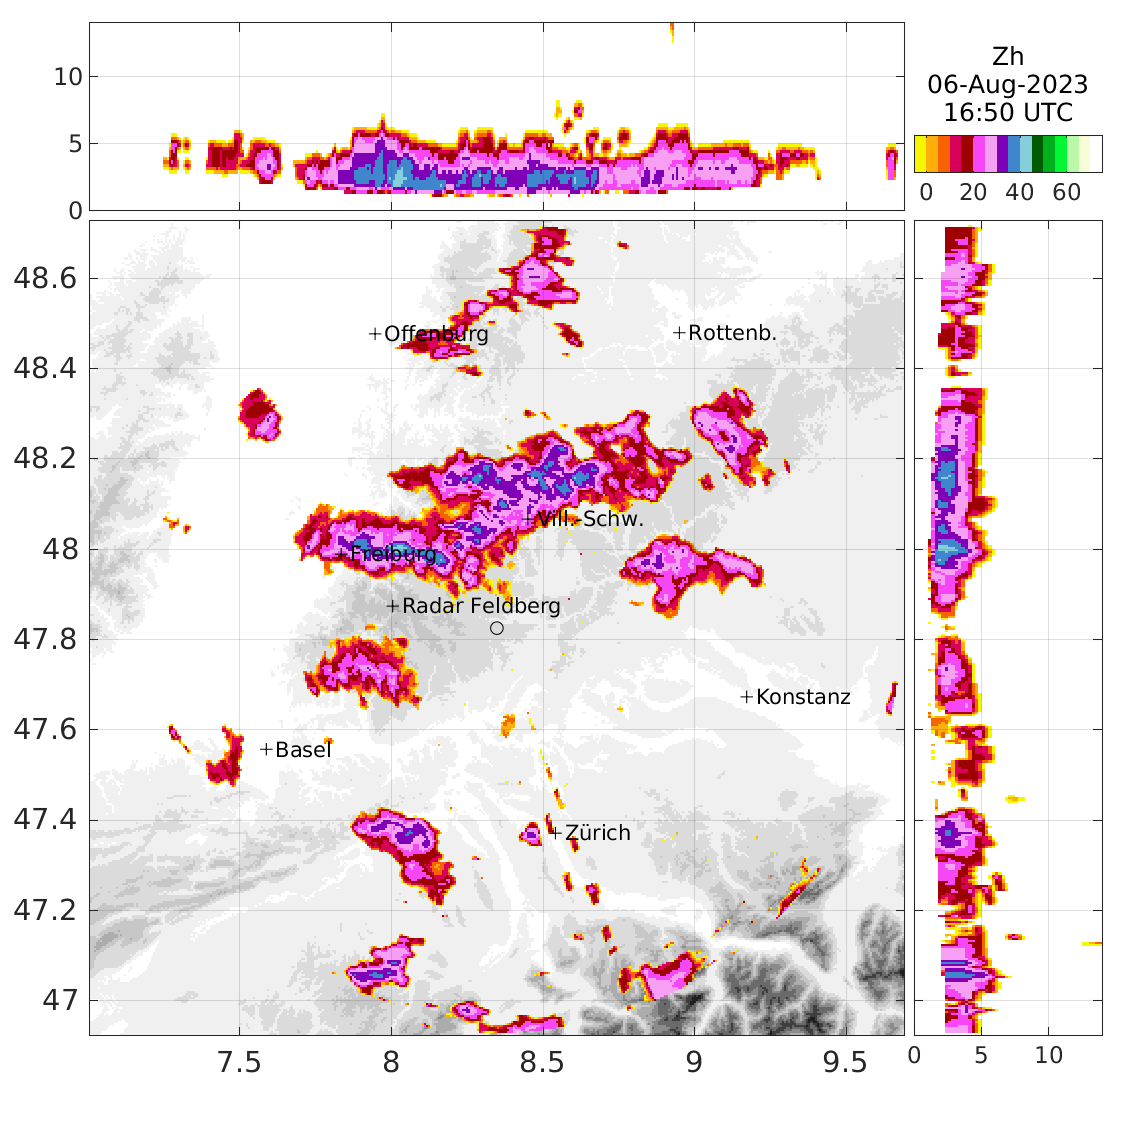 Zh
06-Aug-2023
16:50 UTC
0 20 40 60
10
5
0
48.6
48.4
48.2
48
47.8
47.6
47.4
47.2
47
Offenburg
Rottenb.
Vill.-Schw.
Freiburg
Radar Feldberg
Konstanz
Basel
Zürich
7.5 8 8.5 9 9.5
0 5 10